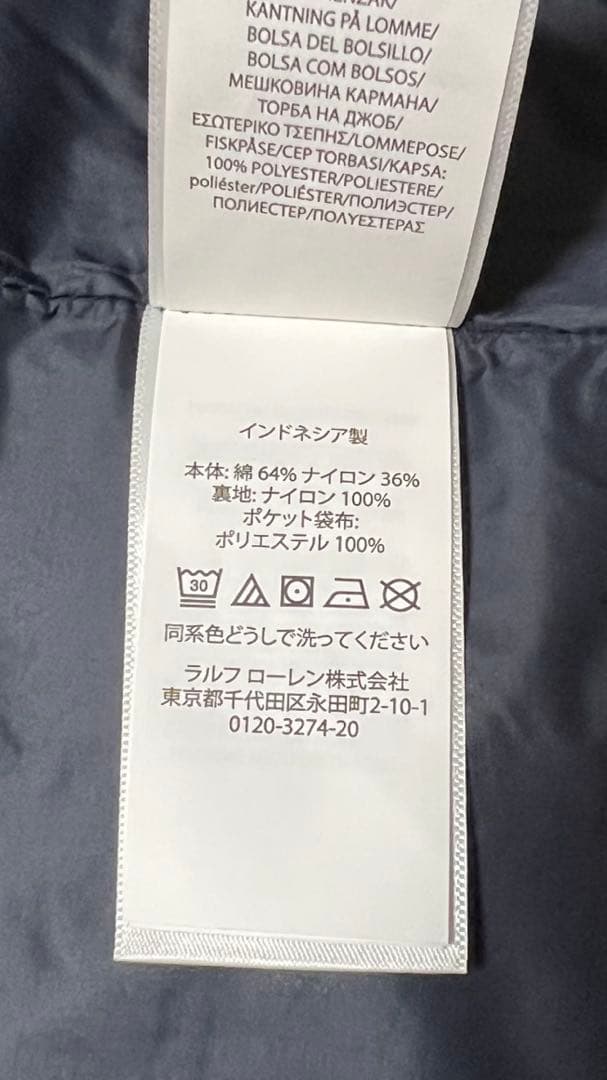 KANTNING PÅ LOMME/
BOLSA DEL BOLSILLO/
BOLSA COM BOLSOS/
МЕШКОВИНА КАРМАНА/
ТОРБА НА ДЖОБ/
ΕΣΩΤΕΡΙΚΟ ΤΣΕΠΗΣ/LOMMEPOSE/
FISKPÅSE/CEP TORBASI/KAPSA:
100% POLYESTER/POLIESTERE/
poliéster/POLIÉSTER/ПОЛИЭСТЕР/
ПОЛИЕСТЕР/ΠΟΛΥΕΣΤΕΡΑΣ
インドネシア製
本体: 綿 64% ナイロン 36%
裏地: ナイロン 100%
ポケット袋布:
ポリエステル 100%
30
同系色どうしで洗ってください
ラルフ ローレン株式会社
東京都千代田区永田町2-10-1
0120-3274-20